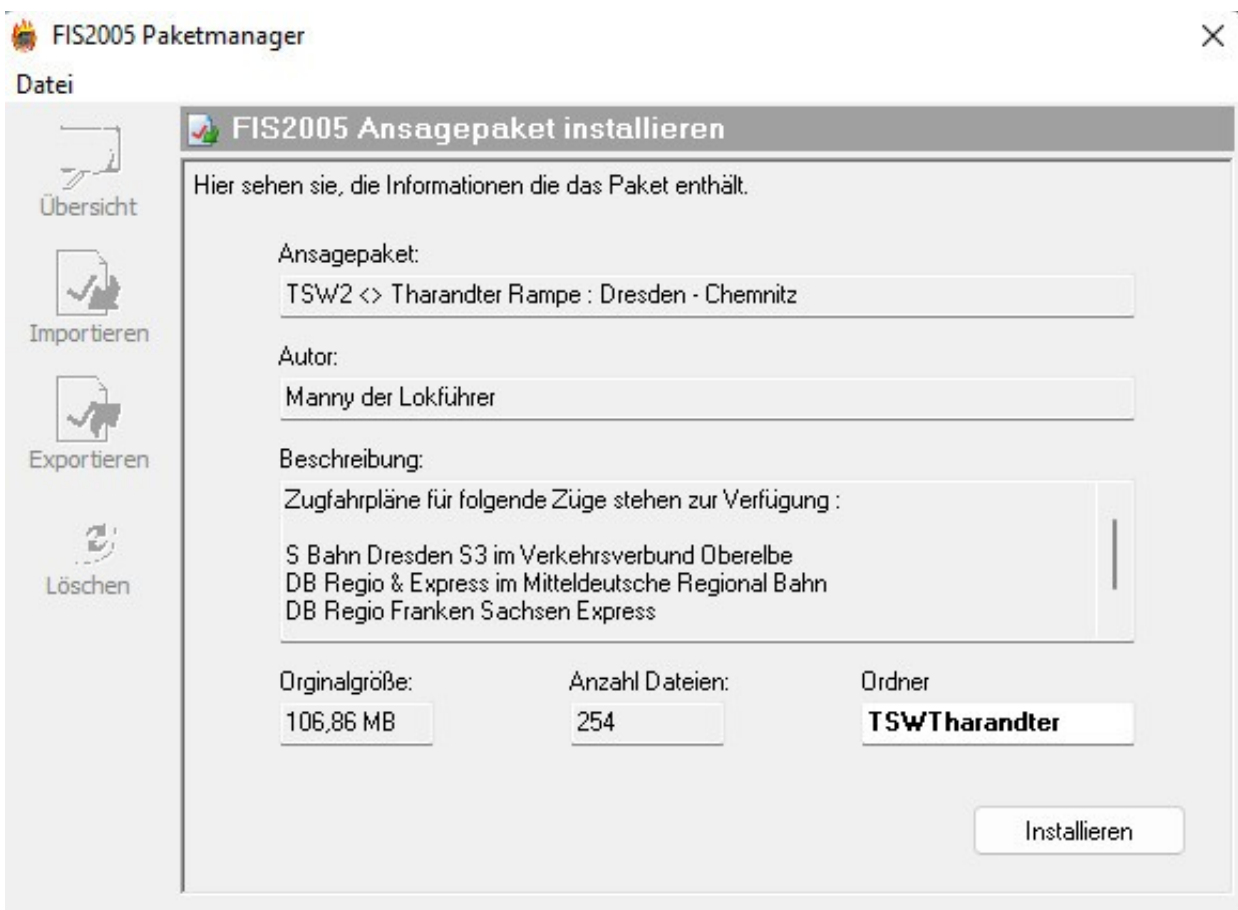 FIS2005 Paketmanager
Datei
FIS2005 Ansagepaket installieren
Übersicht
Importieren
Exportieren
Löschen
Hier sehen sie, die Informationen die das Paket enthält.
Ansagepaket:
TSW2 <> Tharandter Rampe : Dresden - Chemnitz
Autor:
Manny der Lokführer
Beschreibung:
Zugfahrpläne für folgende Züge stehen zur Verfügung :
S Bahn Dresden S3 im Verkehrsverbund Oberelbe
DB Regio & Express im Mitteldeutsche Regional Bahn
DB Regio Franken Sachsen Express
Orginalgröße: Anzahl Dateien: Ordner
106,86 MB 254 TSWTharandter
Installieren